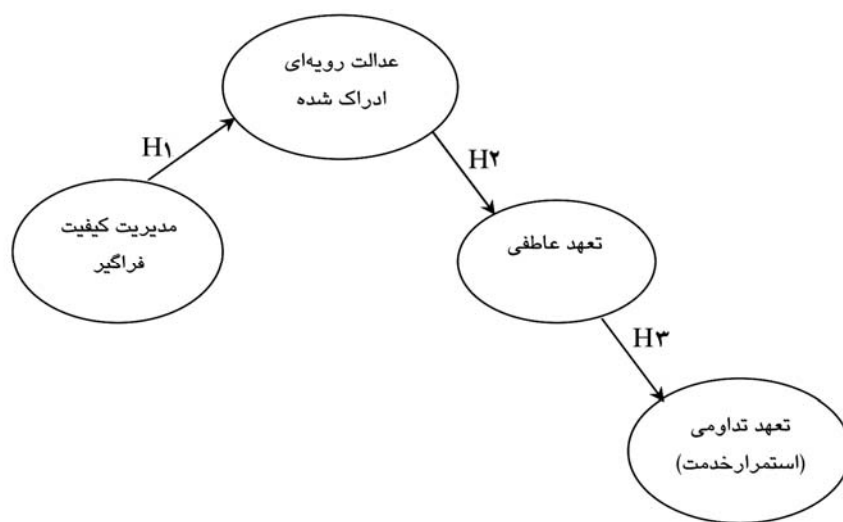 عدالت رویه‌ای
ادراک شده
H۱
H۲
مدیریت کیفیت
فراگیر
تعهد عاطفی
H۳
تعهد تداومی
(استمرارخدمت)